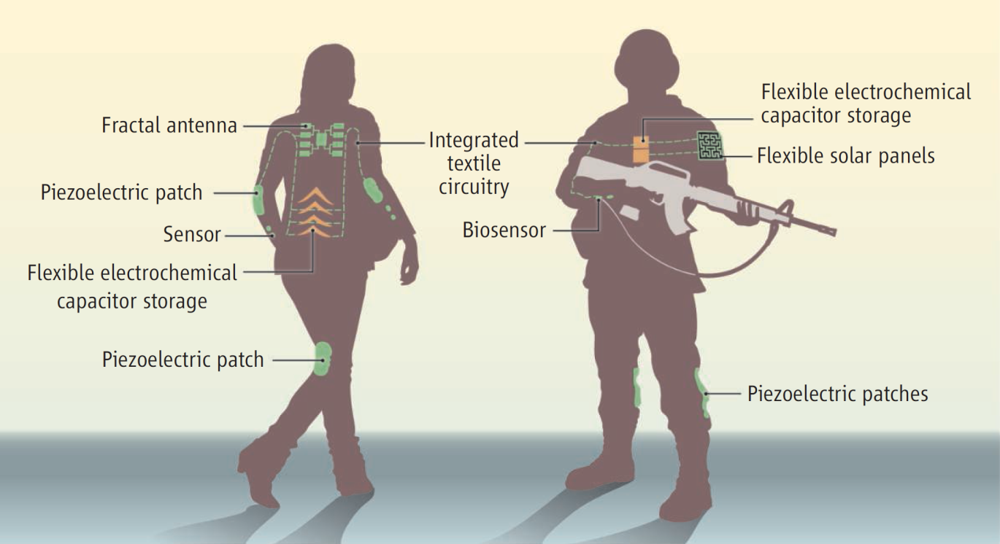 Fractal antenna
Piezoelectric patch
Sensor
Flexible electrochemical
capacitor storage
Piezoelectric patch
Integrated
textile
circuitry
Biosensor
Flexible electrochemical
capacitor storage
Flexible solar panels
Piezoelectric patches